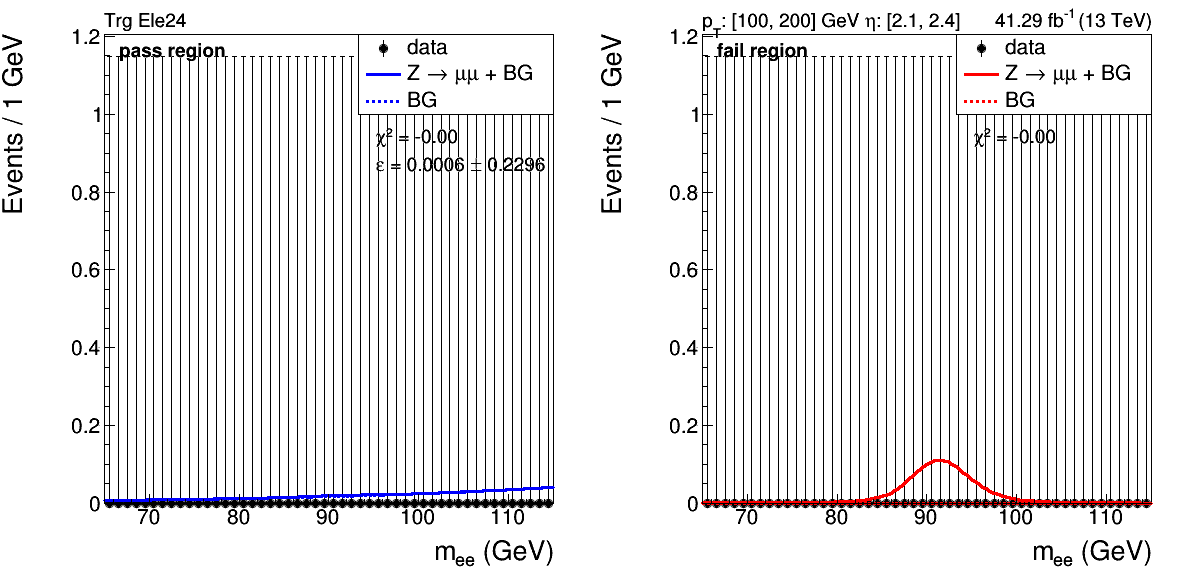 Trg Ele24
pass region
data
Z → μμ + BG
BG
χ² = -0.00
ε = 0.0006 ± 0.2296
Events / 1 GeV
1.2
1
0.8
0.6
0.4
0.2
0
70 80 90 100 110
mee (GeV)
pT: [100, 200] GeV η: [2.1, 2.4] 41.29 fb-1 (13 TeV)
fail region
data
Z → μμ + BG
BG
χ² = -0.00
Events / 1 GeV
1.2
1
0.8
0.6
0.4
0.2
0
70 80 90 100 110
mee (GeV)